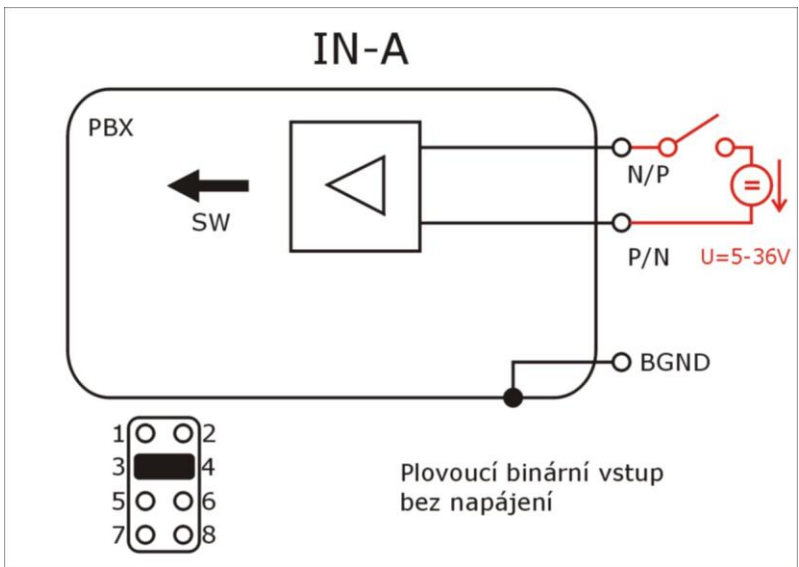 IN-A
PBX
SW
N/P
P/N
U=5-36V
BGND
1 2
3 4
5 6
7 8
Plovoucí binární vstup
bez napájení